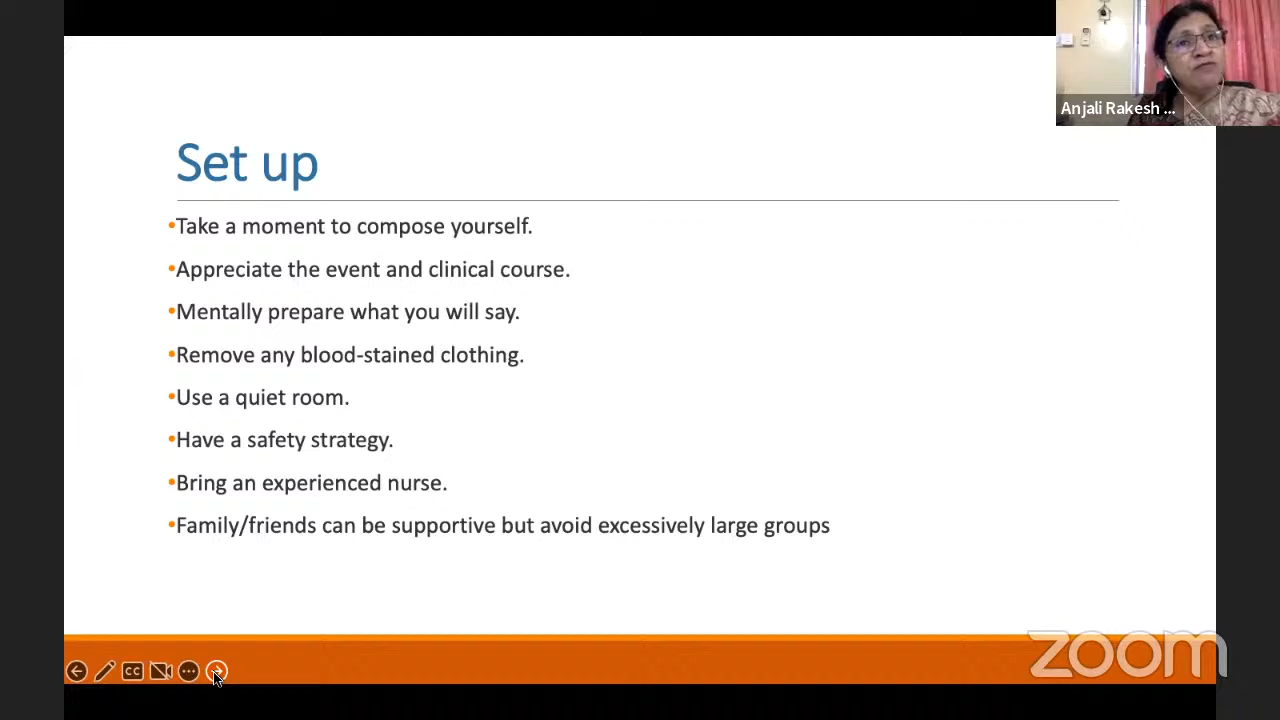 Anjali Rakesh ...
Set up
•Take a moment to compose yourself.
•Appreciate the event and clinical course.
•Mentally prepare what you will say.
•Remove any blood-stained clothing.
•Use a quiet room.
•Have a safety strategy.
•Bring an experienced nurse.
•Family/friends can be supportive but avoid excessively large groups
CC
zoom